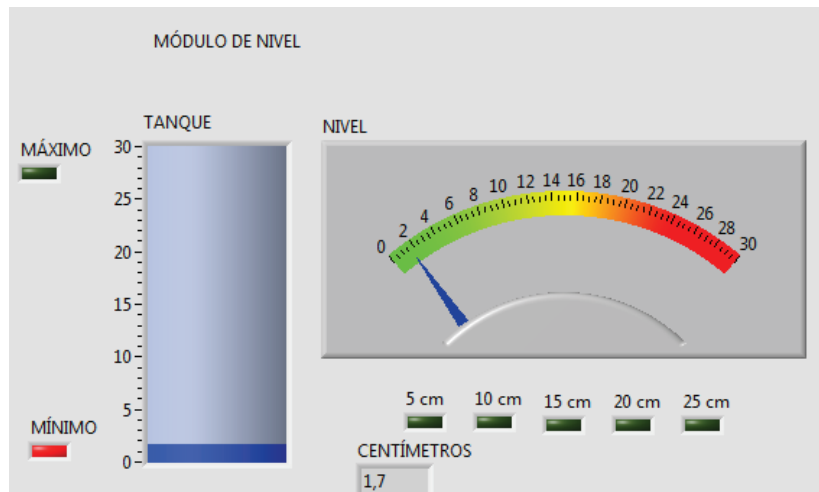 MÓDULO DE NIVEL
TANQUE
NIVEL
MÁXIMO
30
25
20
15
10
5
0
MÍNIMO
0 2 4 6 8 10 12 14 16 18 20 22 24 26 28 30
5 cm 10 cm 15 cm 20 cm 25 cm
CENTÍMETROS
1,7